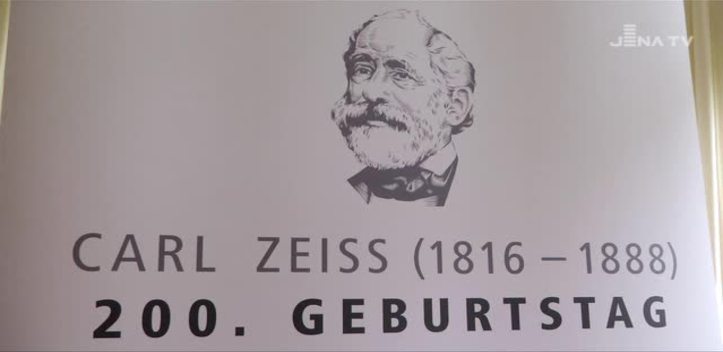 JENA TV
CARL ZEISS (1816 – 1888)
200. GEBURTSTAG